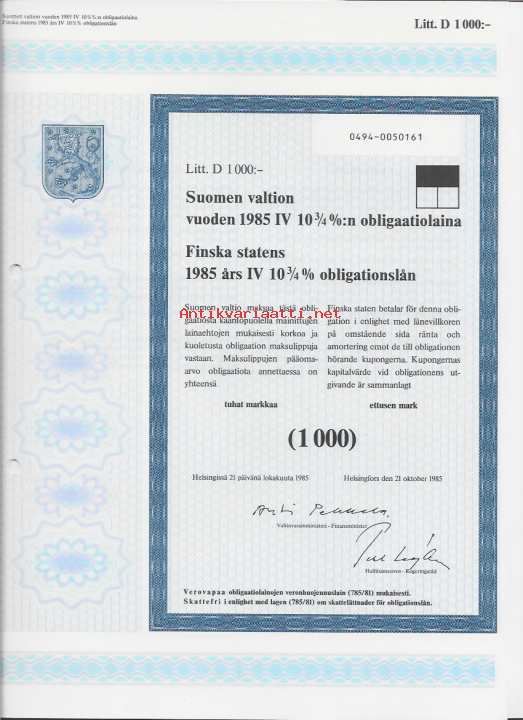 Suomen valtion vuoden 1985 IV 10¾%:n obligaatiolaina
Finska statens 1985 års IV 10¾% obligationslån
Litt. D 1 000:–
0494-0050161
Litt. D 1 000:–
Suomen valtion
vuoden 1985 IV 10¾%:n obligaatiolaina
Finska statens
1985 års IV 10¾% obligationslån
Suomen valtio maksaa tästä obli-
gaatiosta kääntöpuolella mainittujen
lainaehtojen mukaisesti korkoa ja
kuoletusta obligaation maksulippuja
vastaan. Maksulippujen pääoma-
arvo obligaatiota annettaessa on
yhteensä
Finska staten betalar för denna obli-
gation i enlighet med lånevillkoren
på omstående sida ränta och
amortering emot de till obligationen
hörande kupongerna. Kupongernas
kapitalvärde vid obligationens ut-
givande är sammanlagt
Antikvariaatti.net
tuhat markkaa
ettusen mark
(1 000)
Helsingissä 21 päivänä lokakuuta 1985
Helsingfors den 21 oktober 1985
Valtiovarainministeri - Finansminister
Hallitusneuvos - Regeringsråd
Verovapaa obligaatiolainojen veronhuojennuslain (785/81) mukaisesti.
Skattefri i enlighet med lagen (785/81) om skattelättnader för obligationslån.